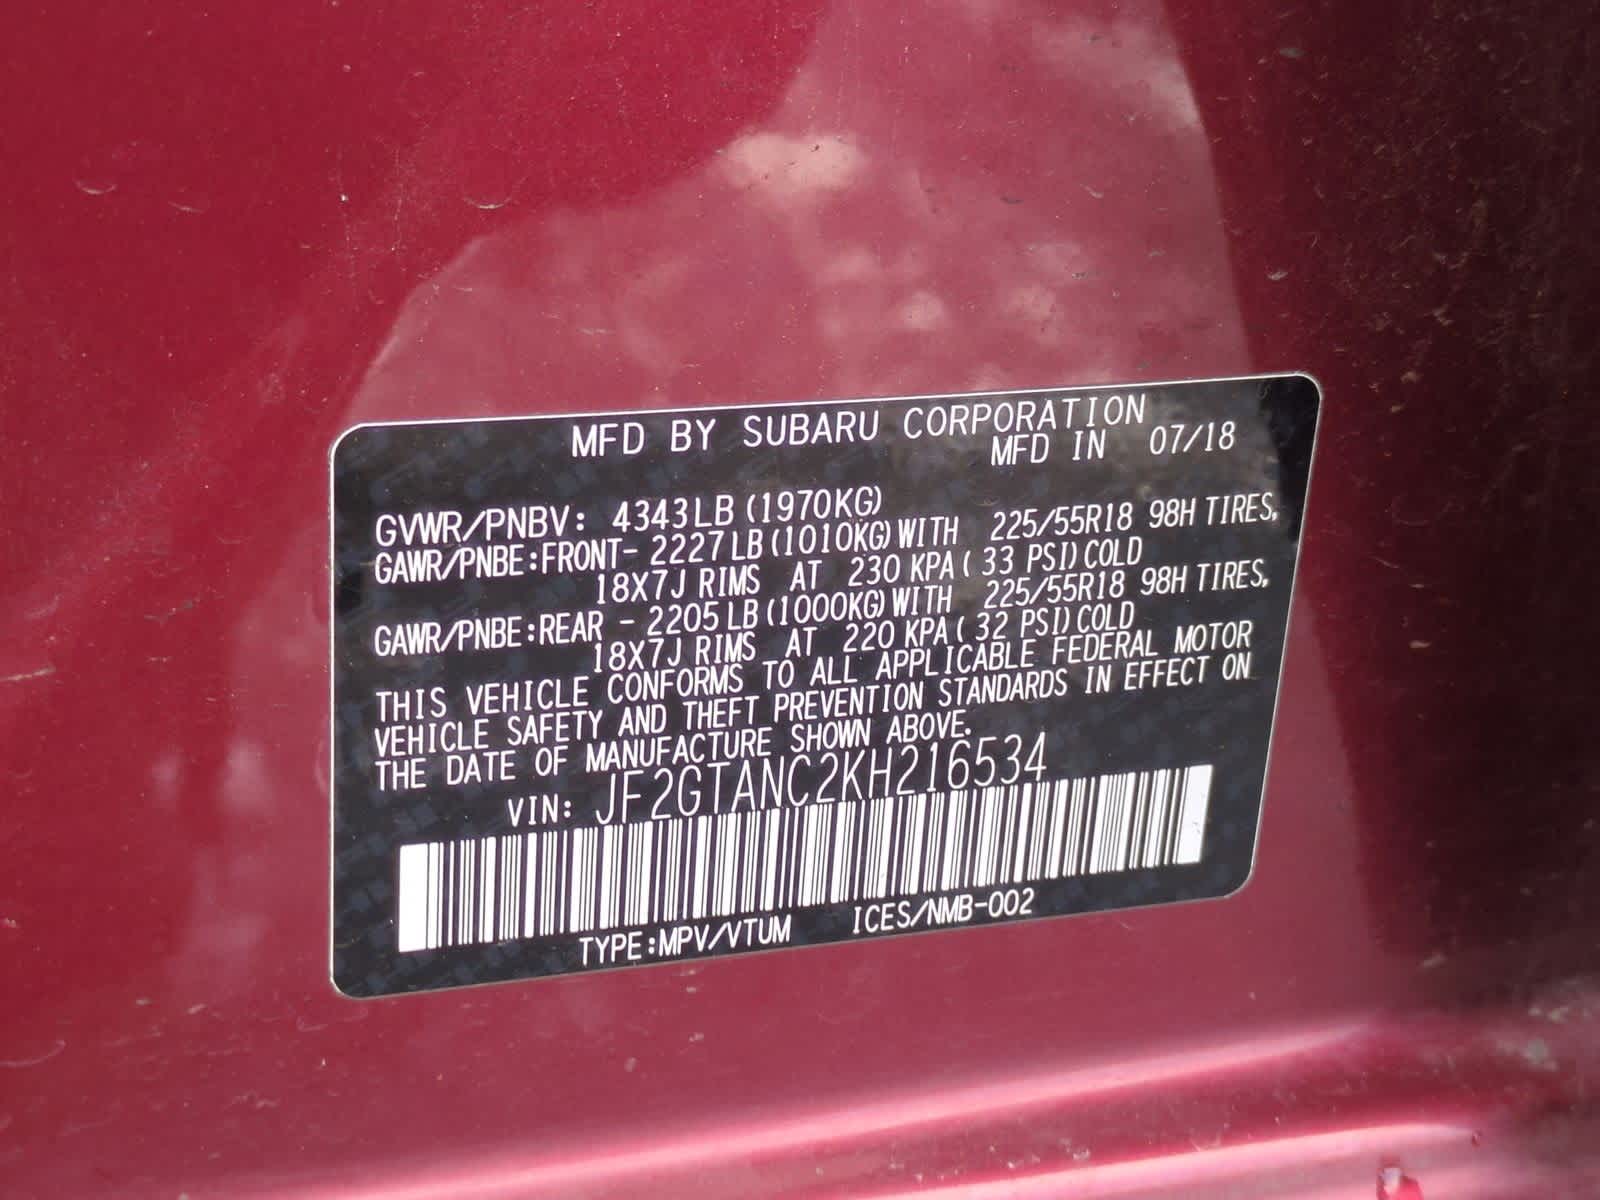 MFD BY SUBARU CORPORATION
MFD IN 07/18
GVWR/PNBV: 4343LB (1970KG)
GAWR/PNBE:FRONT- 2227LB (1010KG) WITH 225/55R18 98H TIRES,
18X7J RIMS AT 230 KPA ( 33 PSI) COLD
GAWR/PNBE:REAR - 2205LB (1000KG) WITH 225/55R18 98H TIRES,
18X7J RIMS AT 220 KPA ( 32 PSI) COLD
THIS VEHICLE CONFORMS TO ALL APPLICABLE FEDERAL MOTOR
VEHICLE SAFETY AND THEFT PREVENTION STANDARDS IN EFFECT ON
THE DATE OF MANUFACTURE SHOWN ABOVE.
VIN: JF2GTANC2KH216534
TYPE:MPV/VTUM ICES/NMB-002